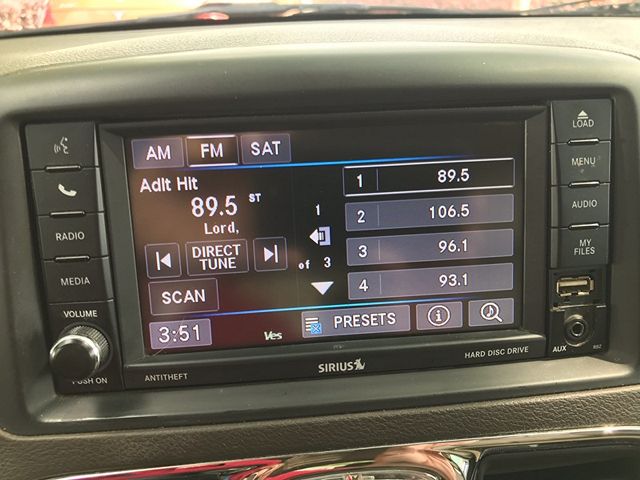 AM FM SAT
LOAD
MENU
AUDIO
MY
FILES
RADIO
MEDIA
VOLUME
PUSH ON
Adlt Hit
89.5 ST
Lord,
DIRECT
TUNE
SCAN
3:51
1
of 3
1 89.5
2 106.5
3 96.1
4 93.1
Ves
PRESETS
i
AUX
RSZ
ANTITHEFT
SIRIUS
HARD DISC DRIVE